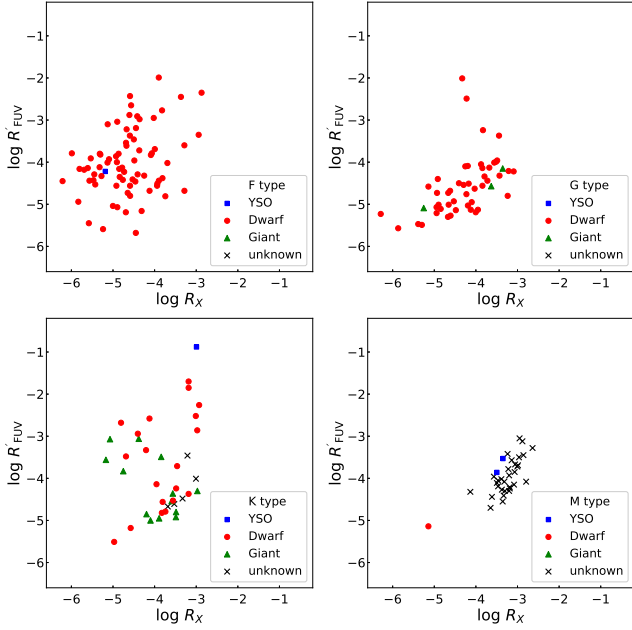 −1
−2
−3
−4
−5
−6
log R′FUV
−6 −5 −4 −3 −2 −1
log RX
F type
YSO
Dwarf
Giant
unknown
−1
−2
−3
−4
−5
−6
log R′FUV
−6 −5 −4 −3 −2 −1
log RX
G type
YSO
Dwarf
Giant
unknown
−1
−2
−3
−4
−5
−6
log R′FUV
−6 −5 −4 −3 −2 −1
log RX
K type
YSO
Dwarf
Giant
unknown
−1
−2
−3
−4
−5
−6
log R′FUV
−6 −5 −4 −3 −2 −1
log RX
M type
YSO
Dwarf
Giant
unknown